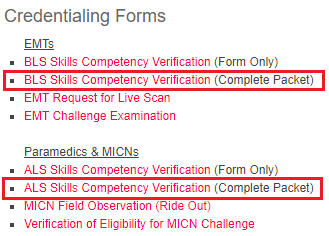 Credentialing Forms
EMTs
BLS Skills Competency Verification (Form Only)
BLS Skills Competency Verification (Complete Packet)
EMT Request for Live Scan
EMT Challenge Examination
Paramedics & MICNs
ALS Skills Competency Verification (Form Only)
ALS Skills Competency Verification (Complete Packet)
MICN Field Observation (Ride Out)
Verification of Eligibility for MICN Challenge